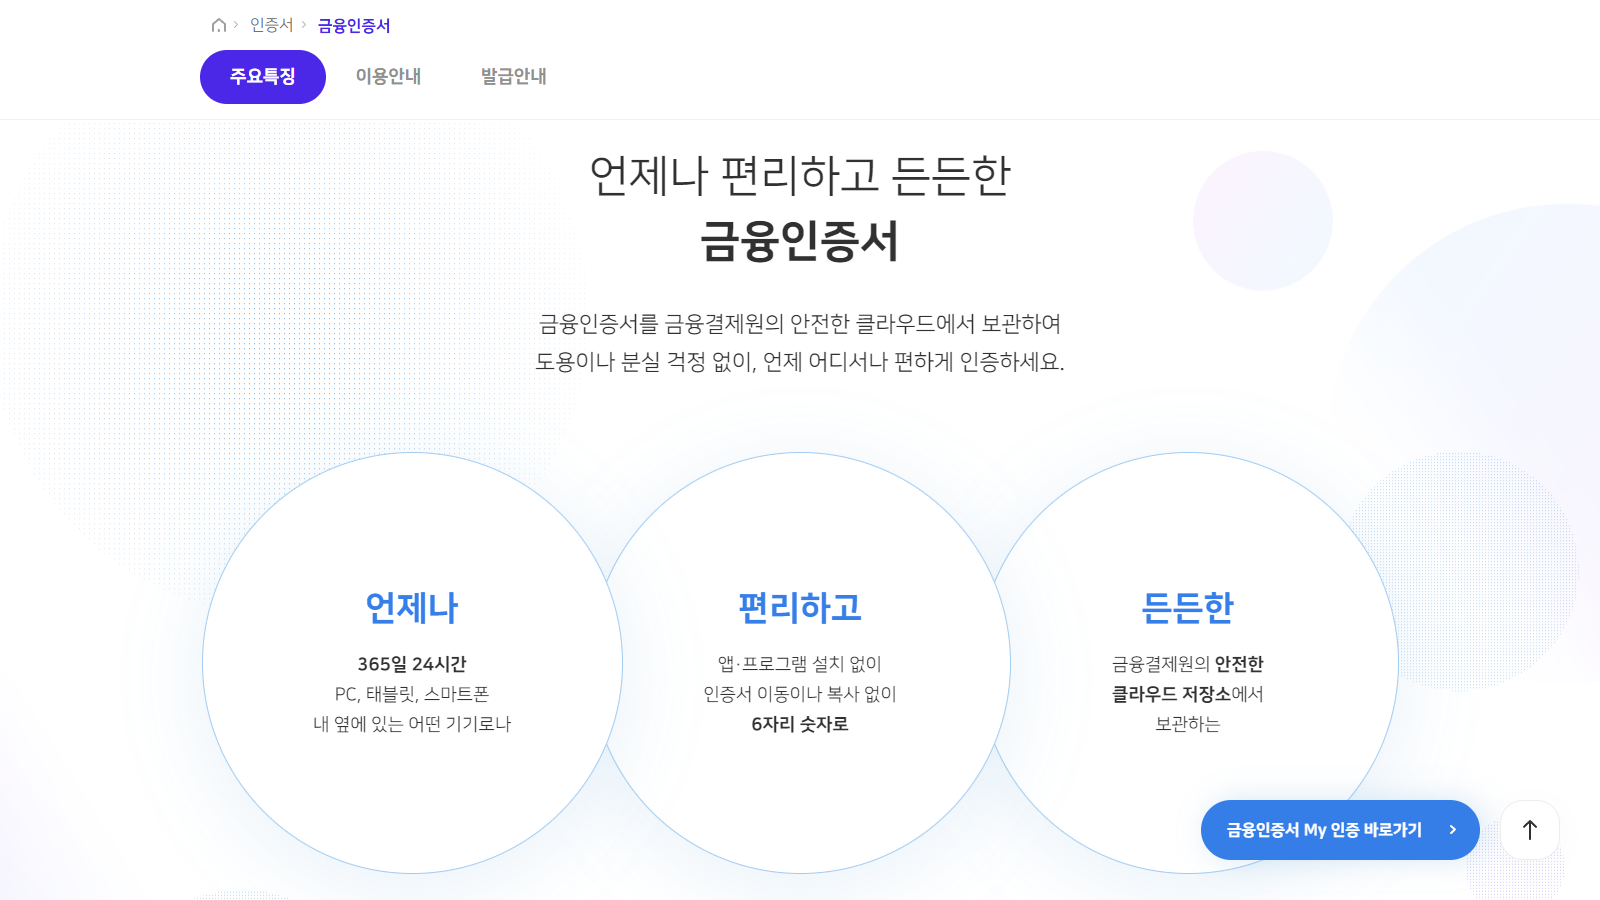 인증서
금융인증서
주요특징
이용안내
발급안내
언제나 편리하고 든든한
금융인증서
금융인증서를 금융결제원의 안전한 클라우드에서 보관하여
도용이나 분실 걱정 없이, 언제 어디서나 편하게 인증하세요.
언제나
365일 24시간
PC, 태블릿, 스마트폰
내 옆에 있는 어떤 기기로나
편리하고
앱·프로그램 설치 없이
인증서 이동이나 복사 없이
6자리 숫자로
든든한
금융결제원의 안전한
클라우드 저장소에서
보관하는
금융인증서 My 인증 바로가기